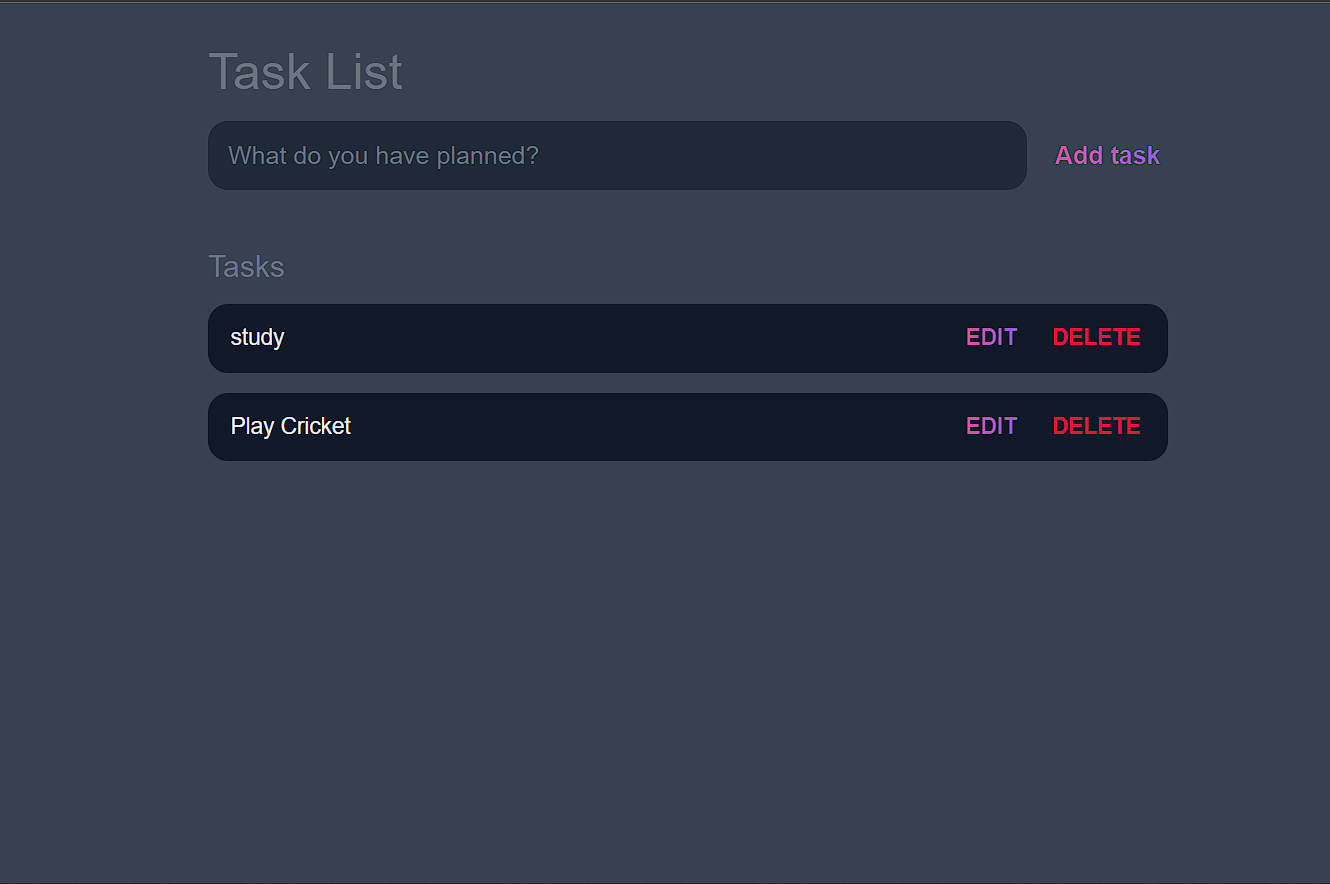 Task List
What do you have planned? Add task
Tasks
study EDIT DELETE
Play Cricket EDIT DELETE